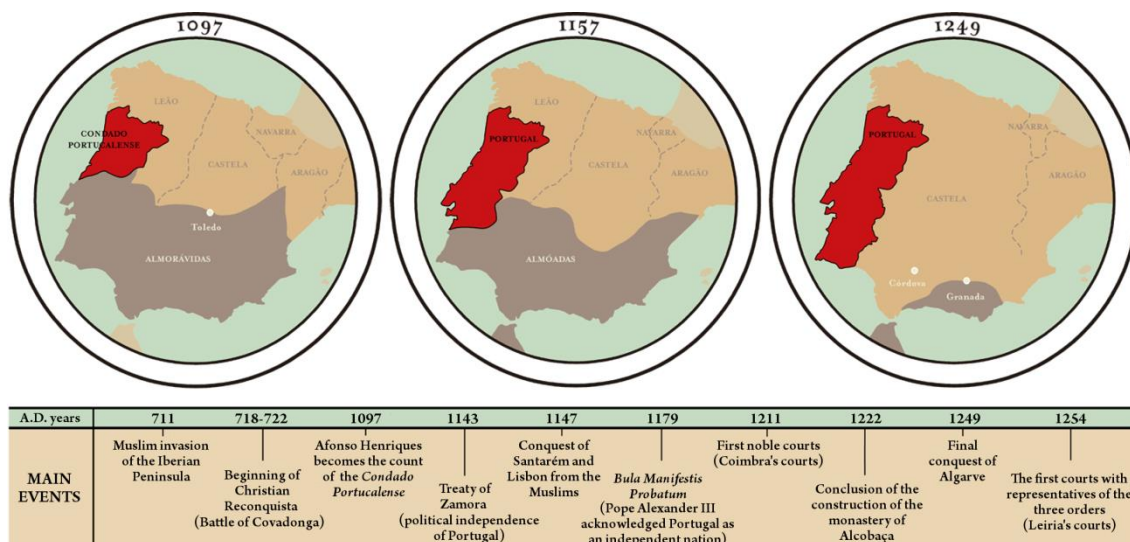 1097
LEÃO
CONDADO
PORTUCALENSE
NAVARRA
CASTELA
ARAGÃO
Toledo
ALMORÁVIDAS
1157
LEÃO
PORTUGAL
NAVARRA
CASTELA
ARAGÃO
ALMÓADAS
1249
PORTUGAL
NAVARRA
ARAGÃO
CASTELA
Córdova
Granada
A.D. years
711
718-722
1097
1143
1147
1179
1211
1222
1249
1254
MAIN
EVENTS
Muslim invasion
of the Iberian
Peninsula
Beginning of
Christian
Reconquista
(Battle of Covadonga)
Afonso Henriques
becomes the count
of the Condado
Portucalense
Treaty of
Zamora
(political independence
of Portugal)
Conquest of
Santarém and
Lisbon from the
Muslims
Bula Manifestis
Probatum
(Pope Alexander III
acknowledged Portugal as
an independent nation)
First noble courts
(Coimbra's courts)
Conclusion of the
construction of the
monastery of
Alcobaça
Final
conquest of
Algarve
The first courts with
representatives of the
three orders
(Leiria's courts)